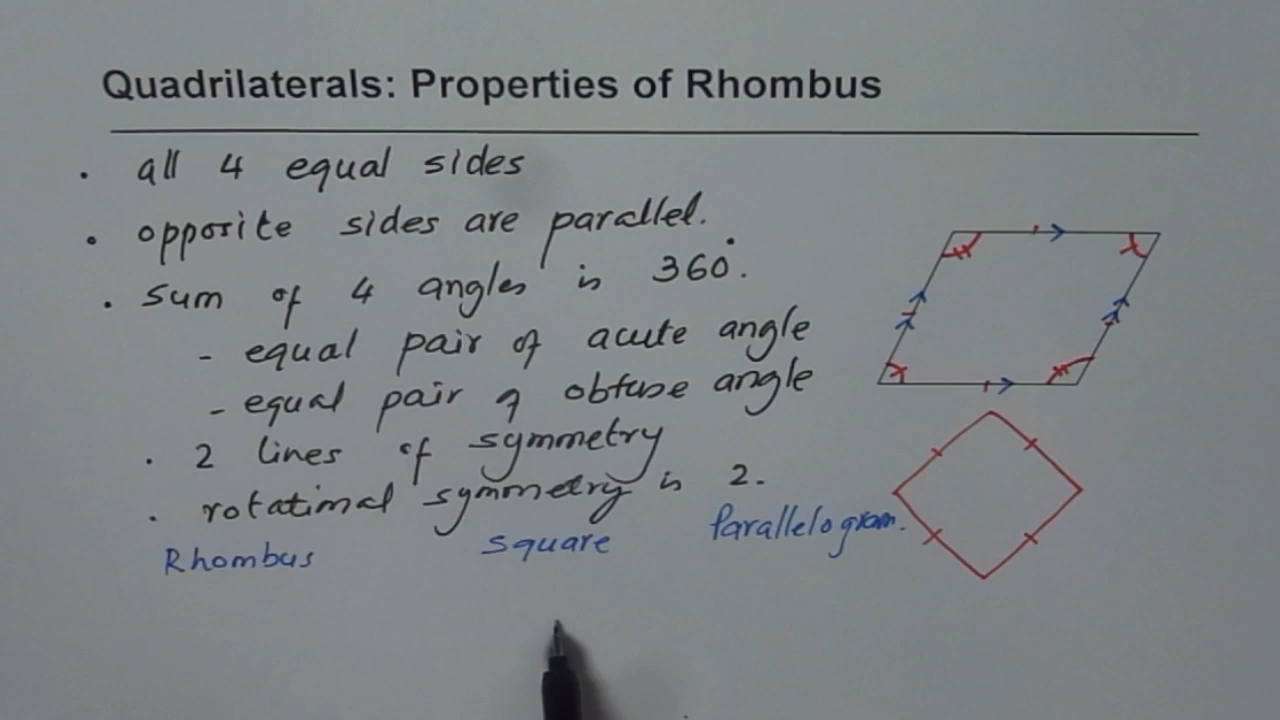 Quadrilaterals: Properties of Rhombus
. all 4 equal sides
. opposite sides are parallel.
. sum of 4 angles is 360°.
- equal pair of acute angle
- equal pair of obtuse angle
. 2 lines of symmetry
. rotational symmetry is 2.
Rhombus square Parallelogram.